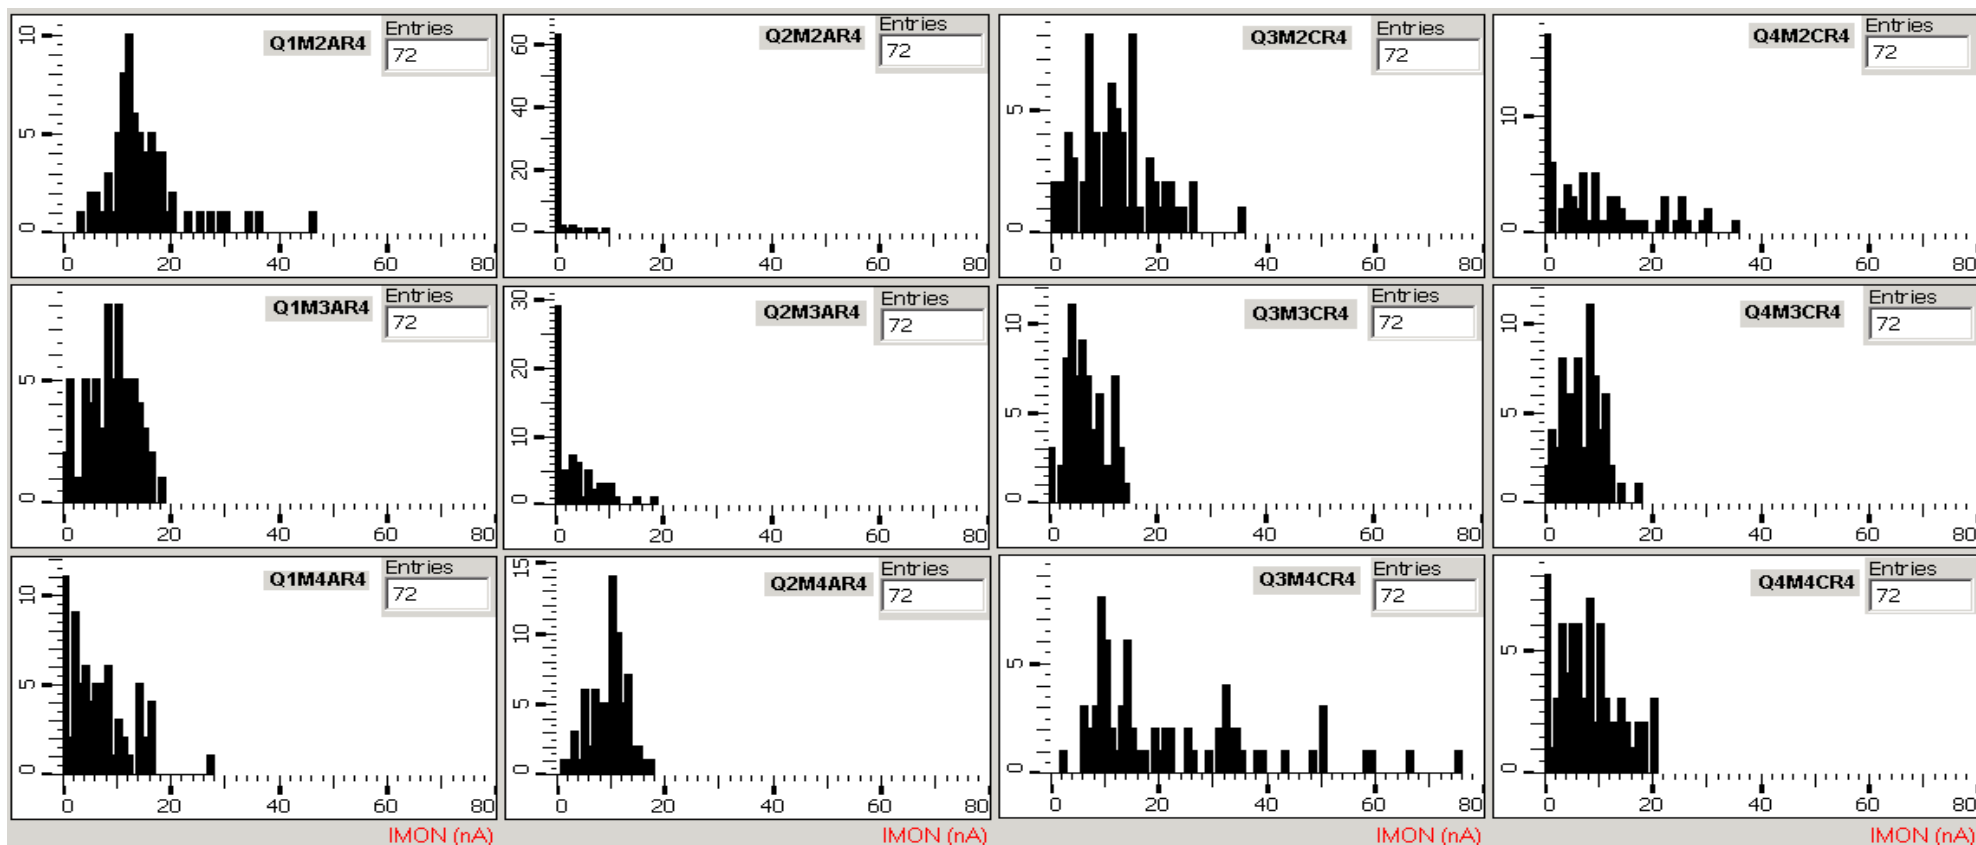 Q1M2AR4
Entries
72
10
5
0
0 20 40 60 80
Q2M2AR4
Entries
72
60
40
20
0
0 20 40 60 80
Q3M2CR4
Entries
72
5
0
0 20 40 60 80
Q4M2CR4
Entries
72
10
0
0 20 40 60 80
Q1M3AR4
Entries
72
5
0
0 20 40 60 80
Q2M3AR4
Entries
72
30
20
10
0
0 20 40 60 80
Q3M3CR4
Entries
72
10
5
0
0 20 40 60 80
Q4M3CR4
Entries
72
10
5
0
0 20 40 60 80
Q1M4AR4
Entries
72
10
5
0
0 20 40 60 80
IMON (nA)
Q2M4AR4
Entries
72
15
10
5
0
0 20 40 60 80
IMON (nA)
Q3M4CR4
Entries
72
5
0
0 20 40 60 80
IMON (nA)
Q4M4CR4
Entries
72
5
0
0 20 40 60 80
IMON (nA)